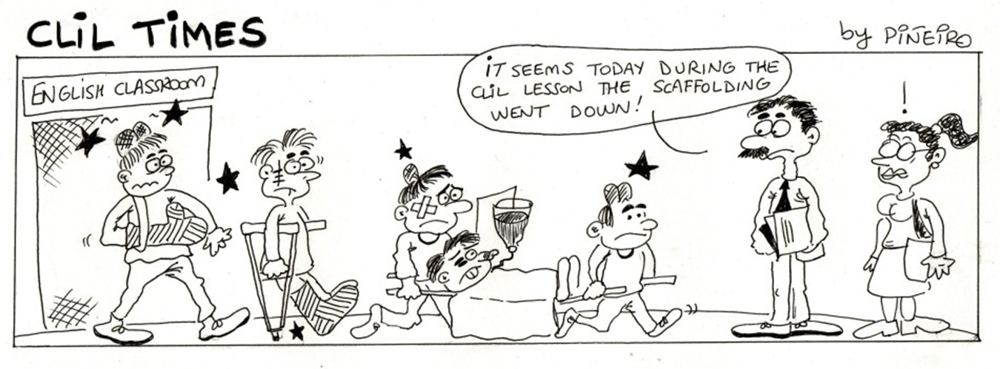 CLIL TIMES
by PIÑEIRO
ENGLISH CLASSROOM
IT SEEMS TODAY DURING THE
CLIL LESSON THE SCAFFOLDING
WENT DOWN!
!